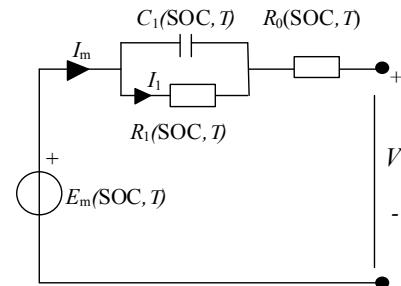 C1(SOC, T)
R0(SOC, T)
Im
I1
R1(SOC, T)
+
+
Em(SOC, T)
V
-